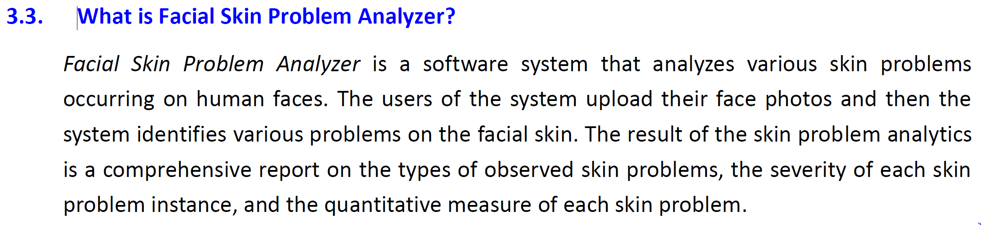 3.3. What is Facial Skin Problem Analyzer?
Facial Skin Problem Analyzer is a software system that analyzes various skin problems
occurring on human faces. The users of the system upload their face photos and then the
system identifies various problems on the facial skin. The result of the skin problem analytics
is a comprehensive report on the types of observed skin problems, the severity of each skin
problem instance, and the quantitative measure of each skin problem.